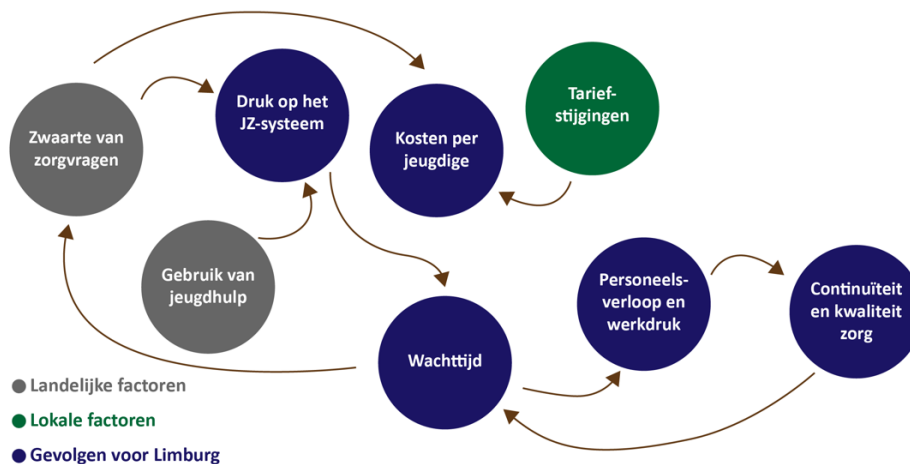 Zwaarte van
zorgvragen
Druk op het
JZ-systeem
Kosten per
jeugdige
Tarief-
stijgingen
Gebruik van
jeugdhulp
Wachttijd
Personeels-
verloop en
werkdruk
Continuïteit
en kwaliteit
zorg
Landelijke factoren
Lokale factoren
Gevolgen voor Limburg